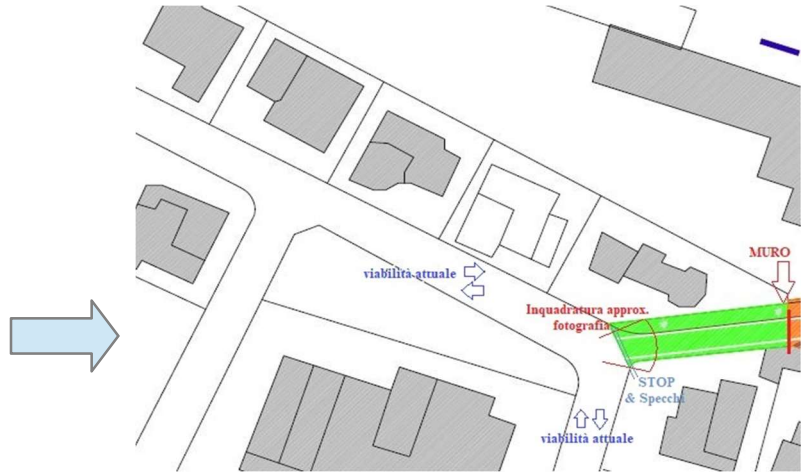 MURO
viabilità attuale
Inquadratura approx.
fotografia
STOP
& Specchi
viabilità attuale